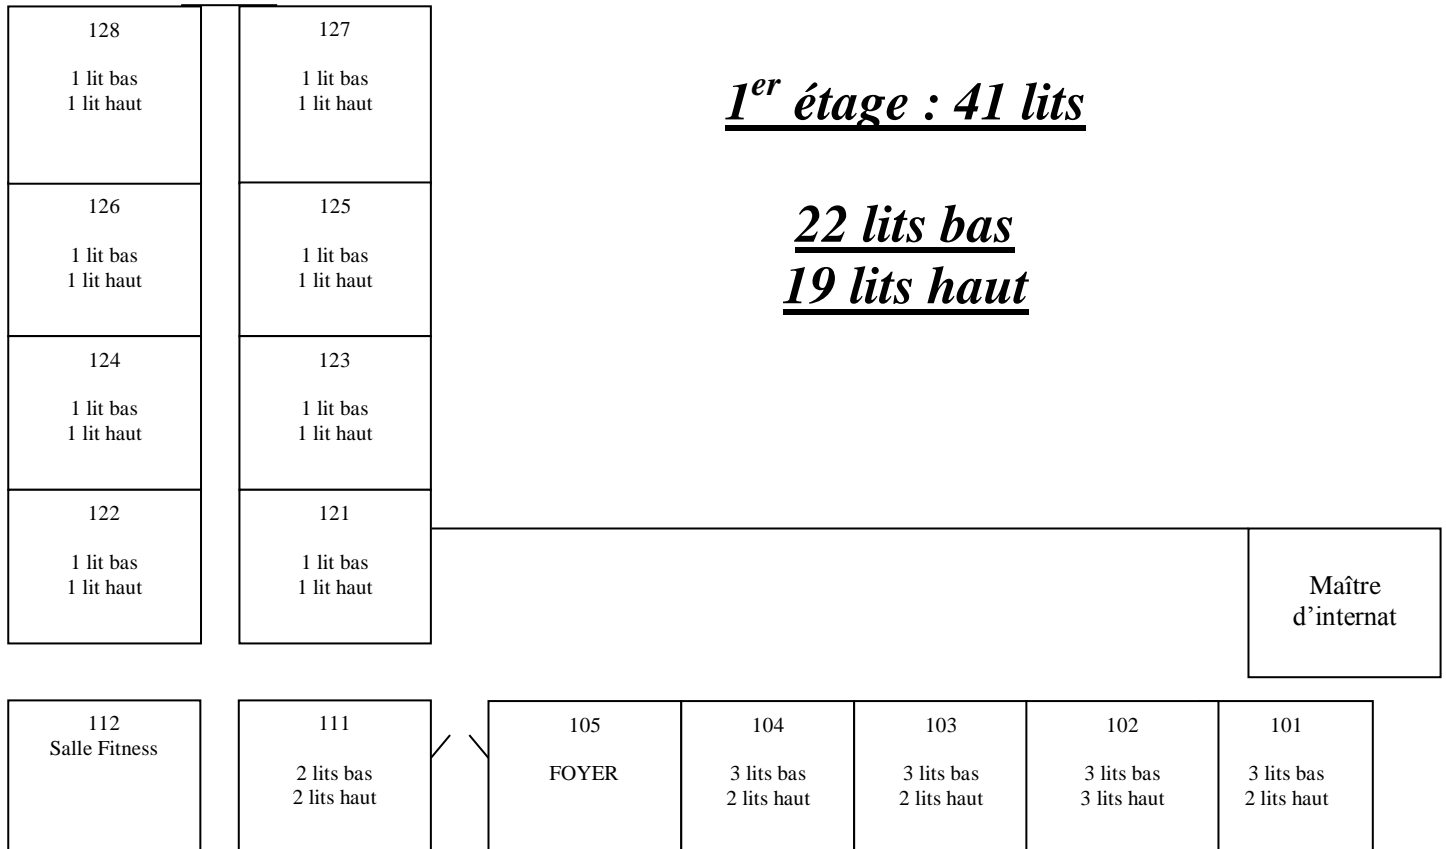 128
1 lit bas
1 lit haut
127
1 lit bas
1 lit haut
1er étage : 41 lits
22 lits bas
19 lits haut
126
1 lit bas
1 lit haut
125
1 lit bas
1 lit haut
124
1 lit bas
1 lit haut
123
1 lit bas
1 lit haut
122
1 lit bas
1 lit haut
121
1 lit bas
1 lit haut
Maître
d’internat
112
Salle Fitness
111
2 lits bas
2 lits haut
105
FOYER
104
3 lits bas
2 lits haut
103
3 lits bas
2 lits haut
102
3 lits bas
3 lits haut
101
3 lits bas
2 lits haut